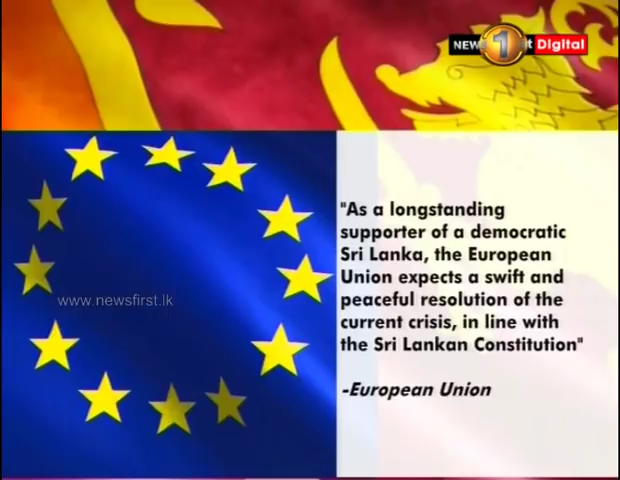 NEWS 1st Digital
"As a longstanding
supporter of a democratic
Sri Lanka, the European
Union expects a swift and
peaceful resolution of the
current crisis, in line with
the Sri Lankan Constitution"
-European Union
www.newsfirst.lk